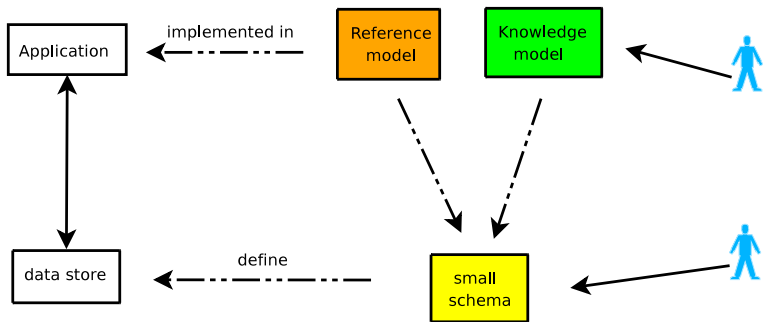 implemented in
Application
Reference
model
Knowledge
model
define
data store
small
schema